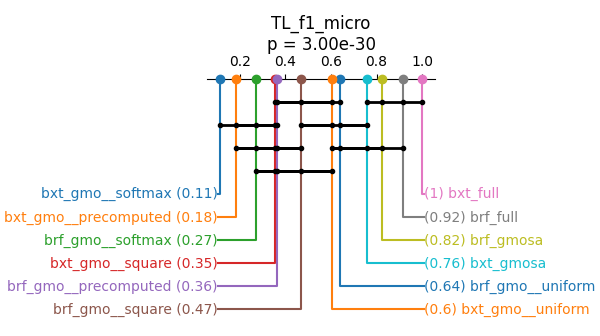 TL_f1_micro
p = 3.00e-30
0.2 0.4 0.6 0.8 1.0
bxt_gmo__softmax (0.11) (1) bxt_full
bxt_gmo__precomputed (0.18) (0.92) brf_full
brf_gmo__softmax (0.27) (0.82) brf_gmosa
bxt_gmo__square (0.35) (0.76) bxt_gmosa
brf_gmo__precomputed (0.36) (0.64) brf_gmo__uniform
brf_gmo__square (0.47) (0.6) bxt_gmo__uniform